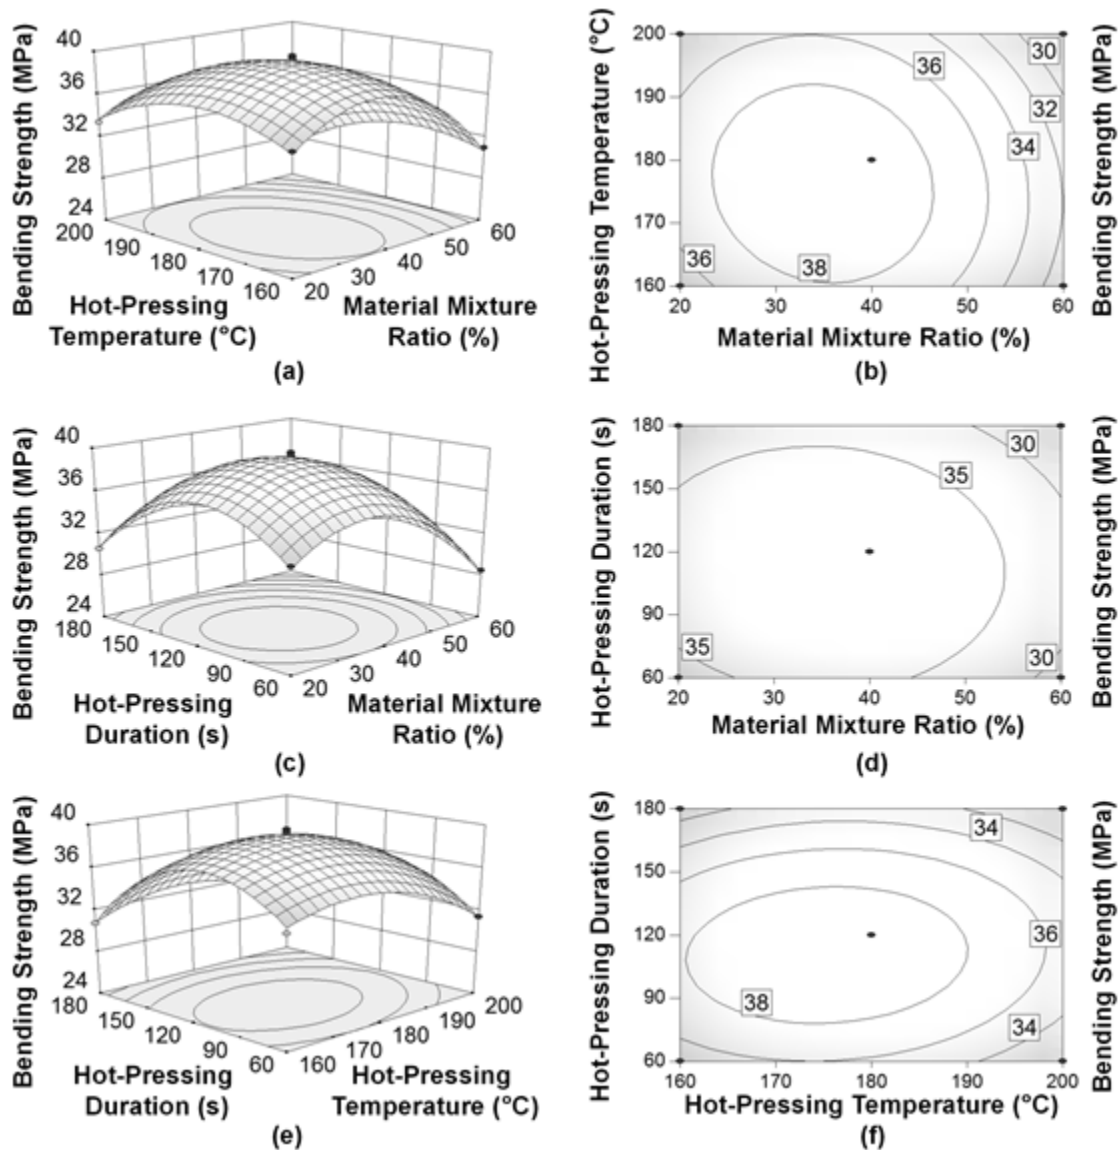 Bending Strength (MPa)
40
36
32
28
24
200
190
180
170
160
20
30
40
50
60
Hot-Pressing
Temperature (°C)
Material Mixture
Ratio (%)
(a)
Hot-Pressing Temperature (°C)
200
190
180
170
160
36
30
32
34
36
38
20
30
40
50
60
Material Mixture Ratio (%)
Bending Strength (MPa)
(b)
Bending Strength (MPa)
40
36
32
28
24
180
150
120
90
60
20
30
40
50
60
Hot-Pressing
Duration (s)
Material Mixture
Ratio (%)
(c)
Hot-Pressing Duration (s)
180
150
120
90
60
30
35
35
30
20
30
40
50
60
Material Mixture Ratio (%)
Bending Strength (MPa)
(d)
Bending Strength (MPa)
40
36
32
28
24
180
150
120
90
60
160
170
180
190
200
Hot-Pressing
Duration (s)
Hot-Pressing
Temperature (°C)
(e)
Hot-Pressing Duration (s)
180
150
120
90
60
34
36
38
34
160
170
180
190
200
Hot-Pressing Temperature (°C)
Bending Strength (MPa)
(f)